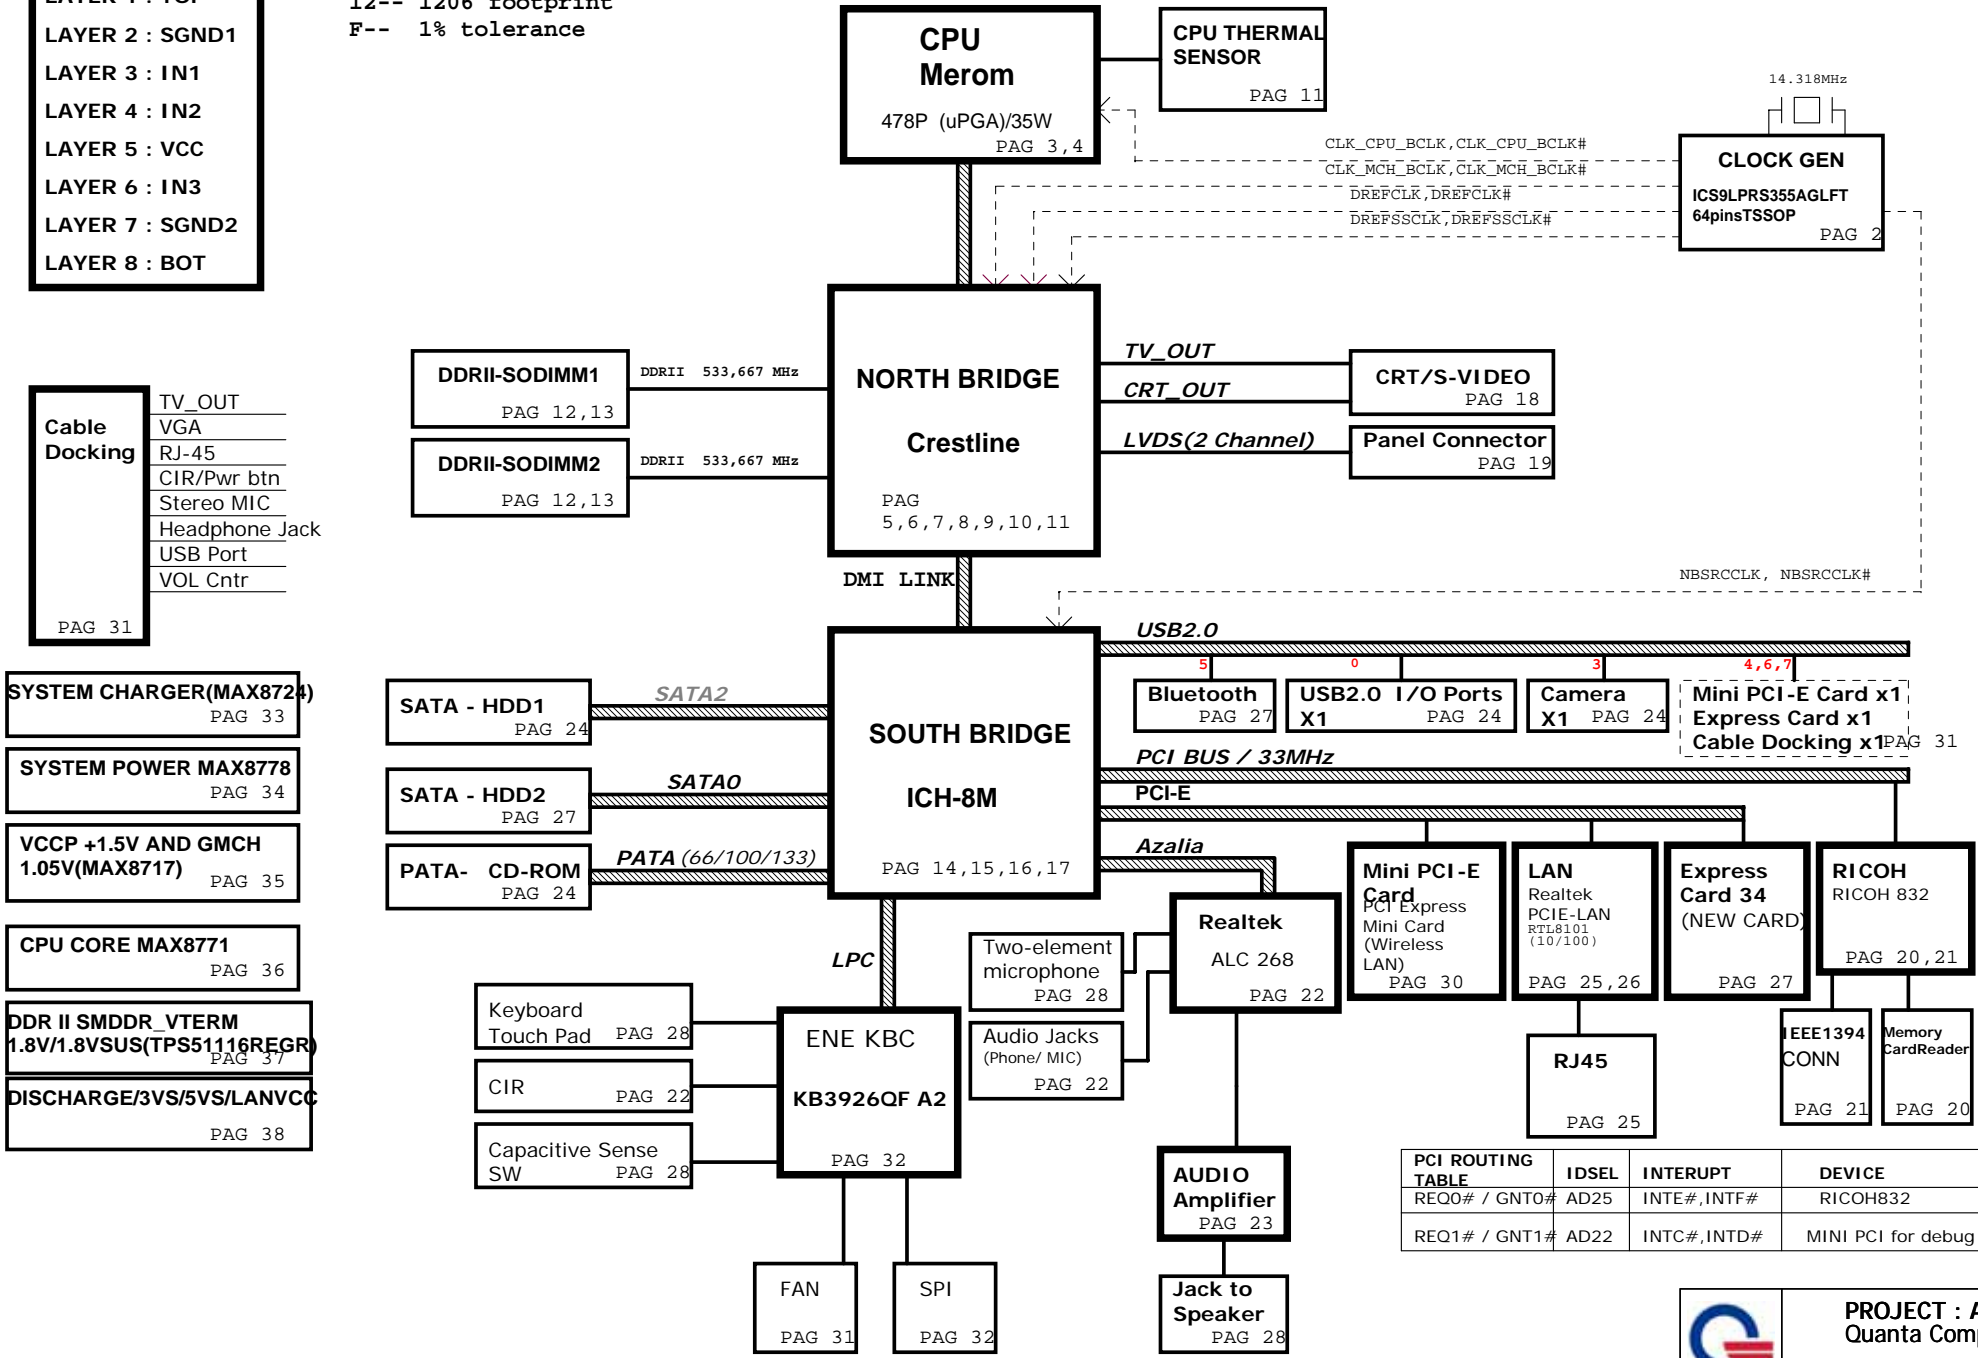 LAYER 2 : SGND1
LAYER 3 : IN1
LAYER 4 : IN2
LAYER 5 : VCC
LAYER 6 : IN3
LAYER 7 : SGND2
LAYER 8 : BOT
12-- 1206 footprint
F-- 1% tolerance
CPU
Merom
478P (uPGA)/35W
PAG 3,4
CPU THERMAL
SENSOR
PAG 11
14.318MHz
CLOCK GEN
ICS9LPRS355AGLFT
64pinsTSSOP
PAG 2
CLK_CPU_BCLK,CLK_CPU_BCLK#
CLK_MCH_BCLK,CLK_MCH_BCLK#
DREFCLK,DREFCLK#
DREFSSCLK,DREFSSCLK#
DDRII-SODIMM1
PAG 12,13
DDRII 533,667 MHz
DDRII-SODIMM2
PAG 12,13
DDRII 533,667 MHz
NORTH BRIDGE
Crestline
PAG
5,6,7,8,9,10,11
TV_OUT
CRT_OUT
LVDS(2 Channel)
CRT/S-VIDEO
PAG 18
Panel Connector
PAG 19
Cable
Docking
PAG 31
TV_OUT
VGA
RJ-45
CIR/Pwr btn
Stereo MIC
Headphone Jack
USB Port
VOL Cntr
DMI LINK
NBSRCCLK, NBSRCCLK#
SYSTEM CHARGER(MAX8724)
PAG 33
SYSTEM POWER MAX8778
PAG 34
VCCP +1.5V AND GMCH
1.05V(MAX8717)
PAG 35
CPU CORE MAX8771
PAG 36
DDR II SMDDR_VTERM
1.8V/1.8VSUS(TPS51116REGR)
PAG 37
DISCHARGE/3VS/5VS/LANVCC
PAG 38
SATA - HDD1
PAG 24
SATA2
SATA - HDD2
PAG 27
SATA0
PATA- CD-ROM
PAG 24
PATA (66/100/133)
SOUTH BRIDGE
ICH-8M
PAG 14,15,16,17
USB2.0
5
0
3
4,6,7
Bluetooth
PAG 27
USB2.0 I/O Ports
X1 PAG 24
Camera
X1 PAG 24
Mini PCI-E Card x1
Express Card x1
Cable Docking x1
PAG 31
PCI BUS / 33MHz
PCI-E
Azalia
Mini PCI-E
Card
PCI Express
Mini Card
(Wireless
LAN)
PAG 30
LAN
Realtek
PCIE-LAN
RTL8101
(10/100)
PAG 25,26
Express
Card 34
(NEW CARD)
PAG 27
RICOH
RICOH 832
PAG 20,21
LPC
Two-element
microphone
PAG 28
Audio Jacks
(Phone/ MIC)
PAG 22
Realtek
ALC 268
PAG 22
Keyboard
Touch Pad PAG 28
CIR
PAG 22
Capacitive Sense
SW PAG 28
ENE KBC
KB3926QF A2
PAG 32
RJ45
PAG 25
IEEE1394
CONN
PAG 21
Memory
CardReader
PAG 20
AUDIO
Amplifier
PAG 23
Jack to
Speaker
PAG 28
FAN
PAG 31
SPI
PAG 32
PCI ROUTING
TABLE IDSEL INTERUPT DEVICE
REQ0# / GNT0# AD25 INTE#,INTF# RICOH832
REQ1# / GNT1# AD22 INTC#,INTD# MINI PCI for debug
PROJECT :
Quanta